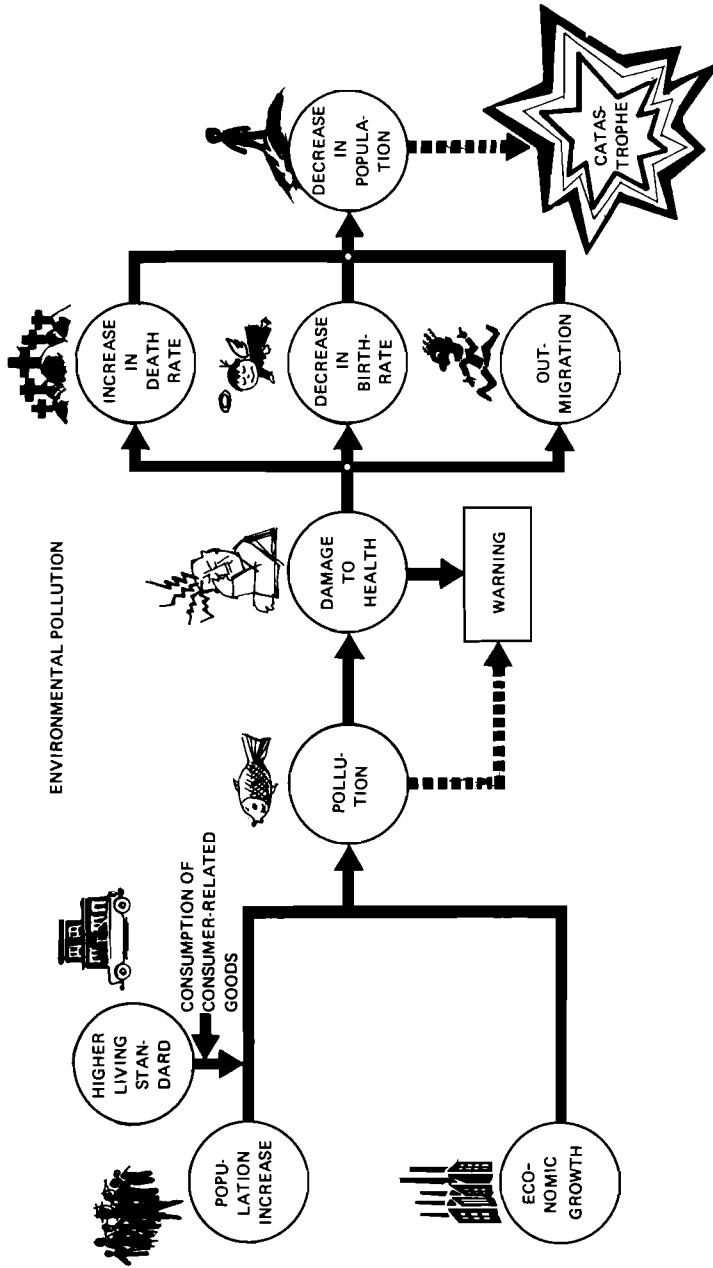 ENVIRONMENTAL POLLUTION
HIGHER
LIVING
STAN-
DARD
CONSUMPTION OF
CONSUMER-RELATED
GOODS
POPU-
LATION
INCREASE
ECO-
NOMIC
GROWTH
POLLU-
TION
DAMAGE
TO
HEALTH
WARNING
INCREASE
IN
DEATH
RATE
DECREASE
IN
BIRTH-
RATE
OUT-
MIGRATION
DECREASE
IN
POPULA-
TION
CATAS-
TROPHE